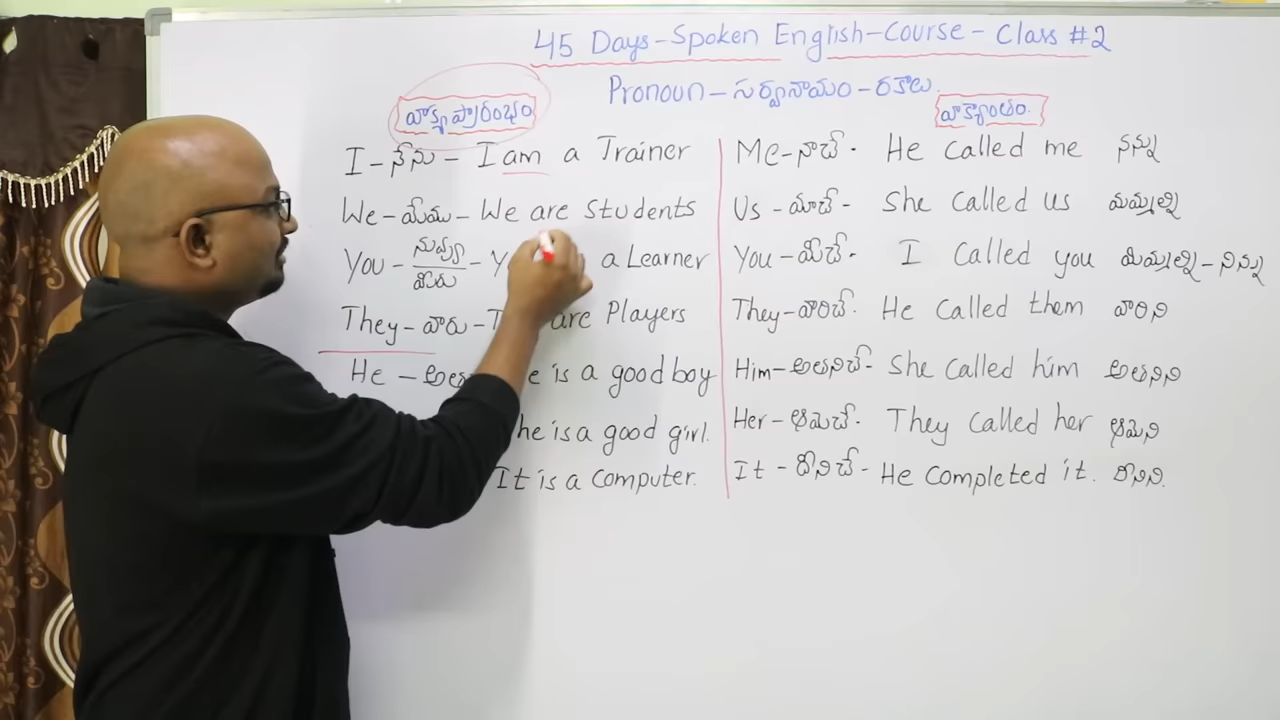 45 Days-Spoken English-Course - Class #2
Pronoun - సర్వనామం - రకాలు.
వాక్యప్రారంభం
వాక్యాంతం.
I - నేను - I am a Trainer
Me - నాచే - He called me నన్ను
We - మేము - We are Students
Us - మాచే - She called us మమ్మల్ని
You - నువ్వు / మీరు - a Learner
You - మీచే - I called you మిమ్మల్ని - నిన్ను
They - వారు - are Players
They - వారిచే - He called them వారిని
He - is a good boy
Him - అతనిచే - She called him అతనిని
he is a good girl.
Her - ఆమెచే - They called her ఆమెని
It is a Computer.
It - దీనిచే - He Completed it. దీనిని.